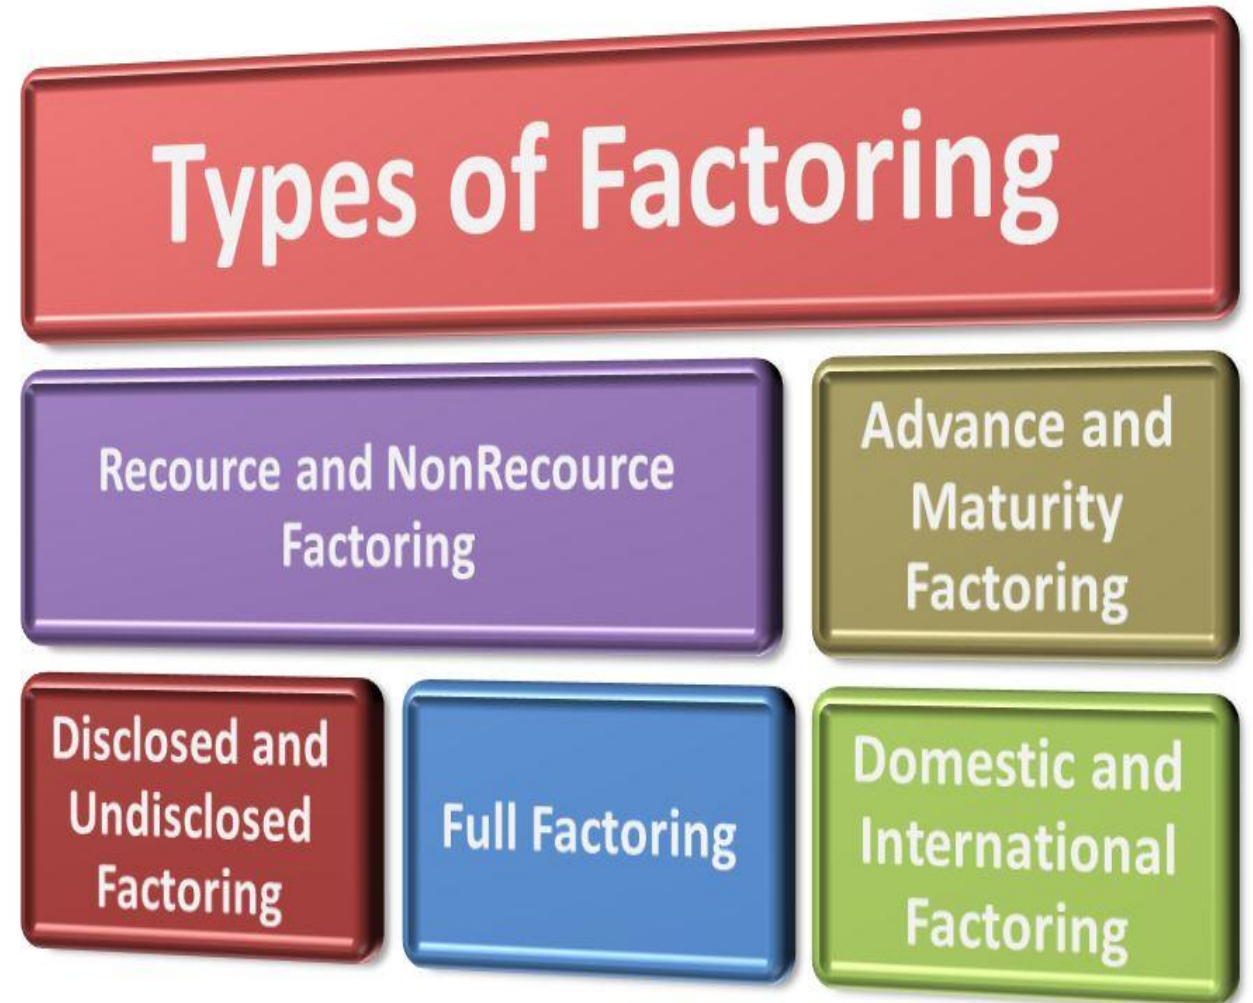 Types of Factoring
Recource and NonRecource
Factoring
Advance and
Maturity
Factoring
Disclosed and
Undisclosed
Factoring
Full Factoring
Domestic and
International
Factoring